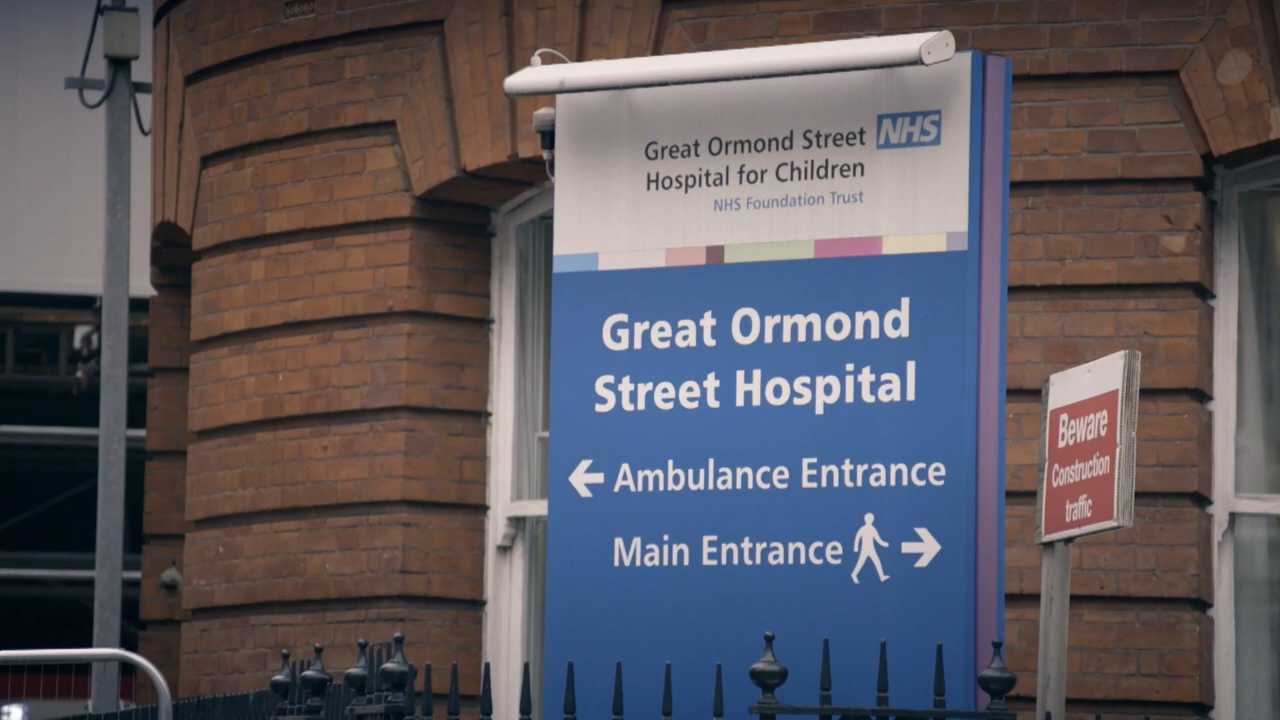 Great Ormond Street NHS
Hospital for Children
NHS Foundation Trust
Great Ormond
Street Hospital
Ambulance Entrance
Main Entrance
Beware
Construction
traffic